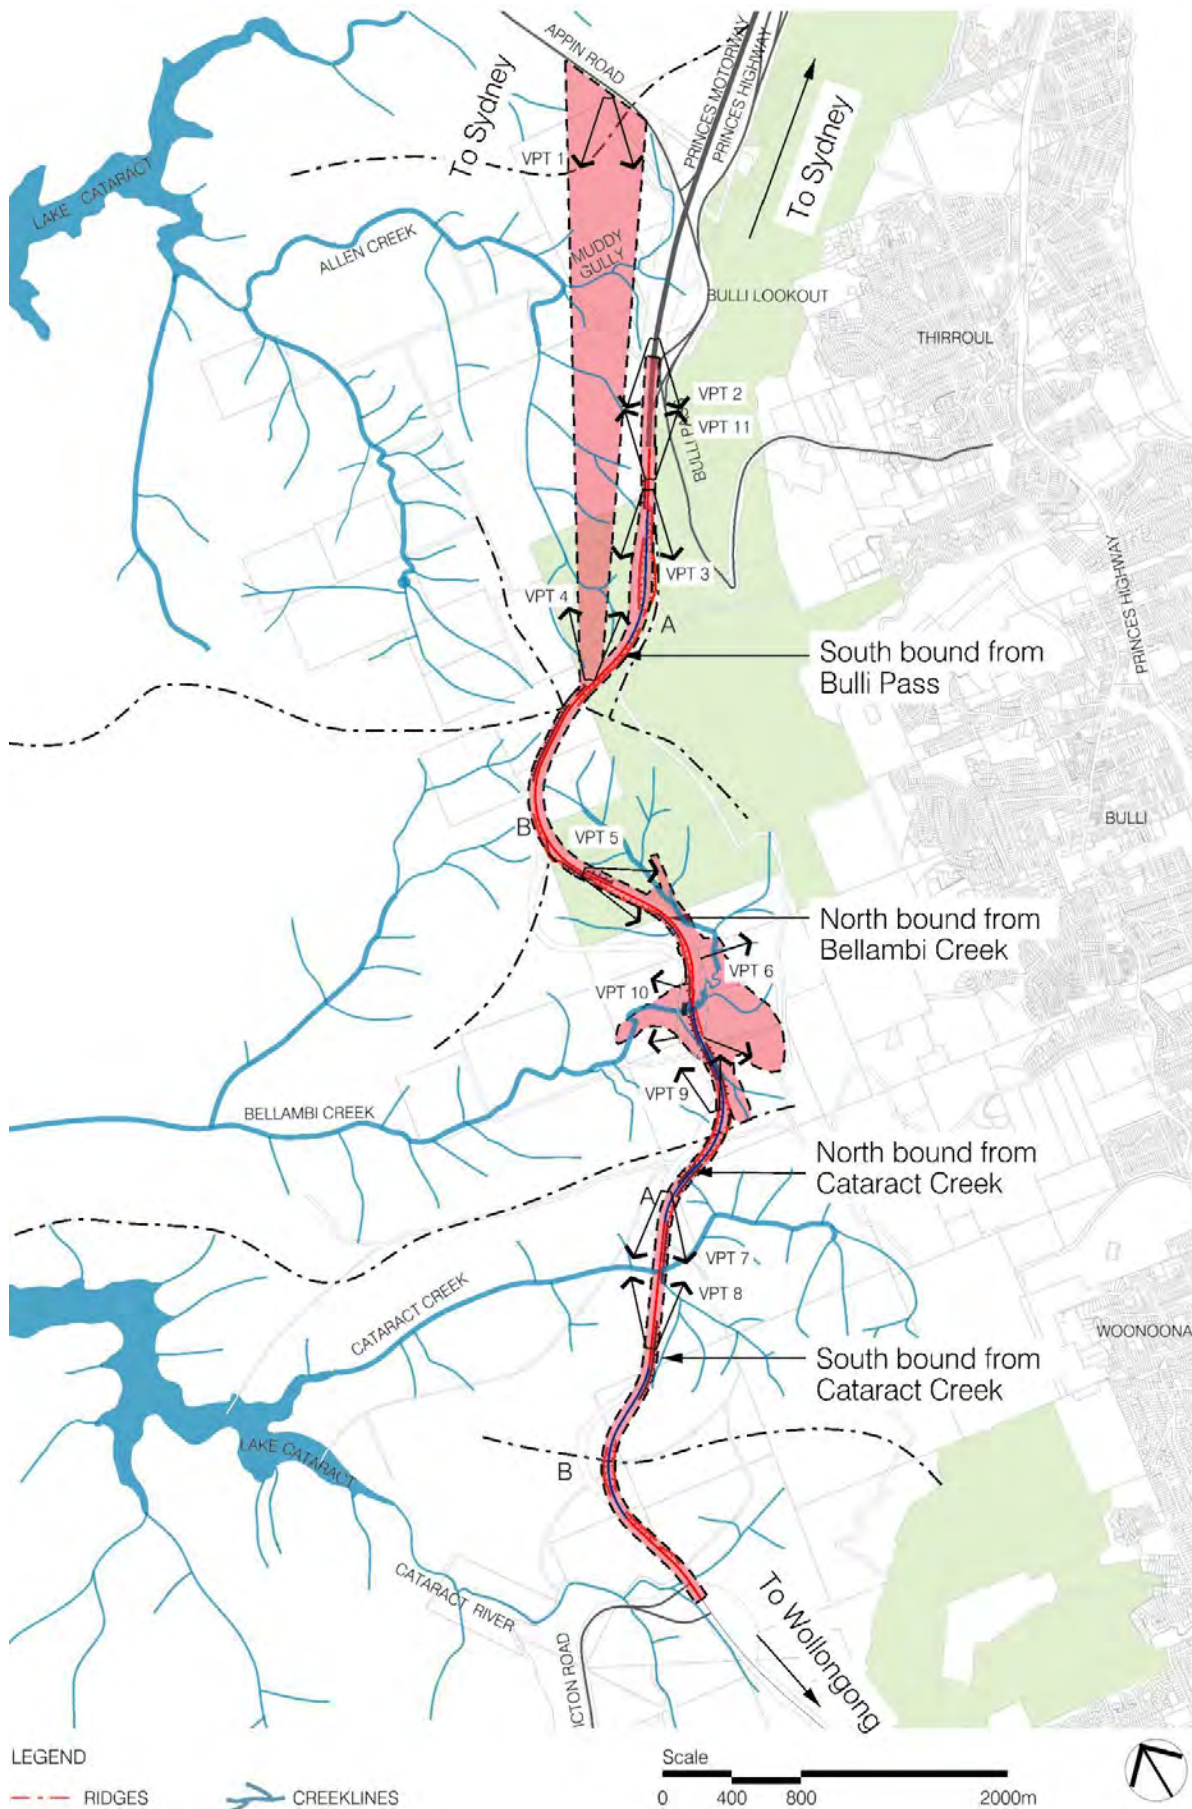 APPIN ROAD
To Sydney
PRINCES MOTORWAY
PRINCES HIGHWAY
VPT 1
To Sydney
LAKE CATARACT
ALLEN CREEK
MUDDY
GULLY
BULLI LOOKOUT
THIRROUL
VPT 2
VPT 11
BULLI PASS
PRINCES HIGHWAY
VPT 3
VPT 4
A
South bound from
Bulli Pass
B
VPT 5
BULLI
North bound from
Bellambi Creek
VPT 6
VPT 10
VPT 9
BELLAMBI CREEK
North bound from
Cataract Creek
A
VPT 7
VPT 8
CATARACT CREEK
WOONOONA
South bound from
Cataract Creek
LAKE CATARACT
B
CATARACT RIVER
ICTON ROAD
To Wollongong
LEGEND
RIDGES
CREEKLINES
Scale
0 400 800 2000m